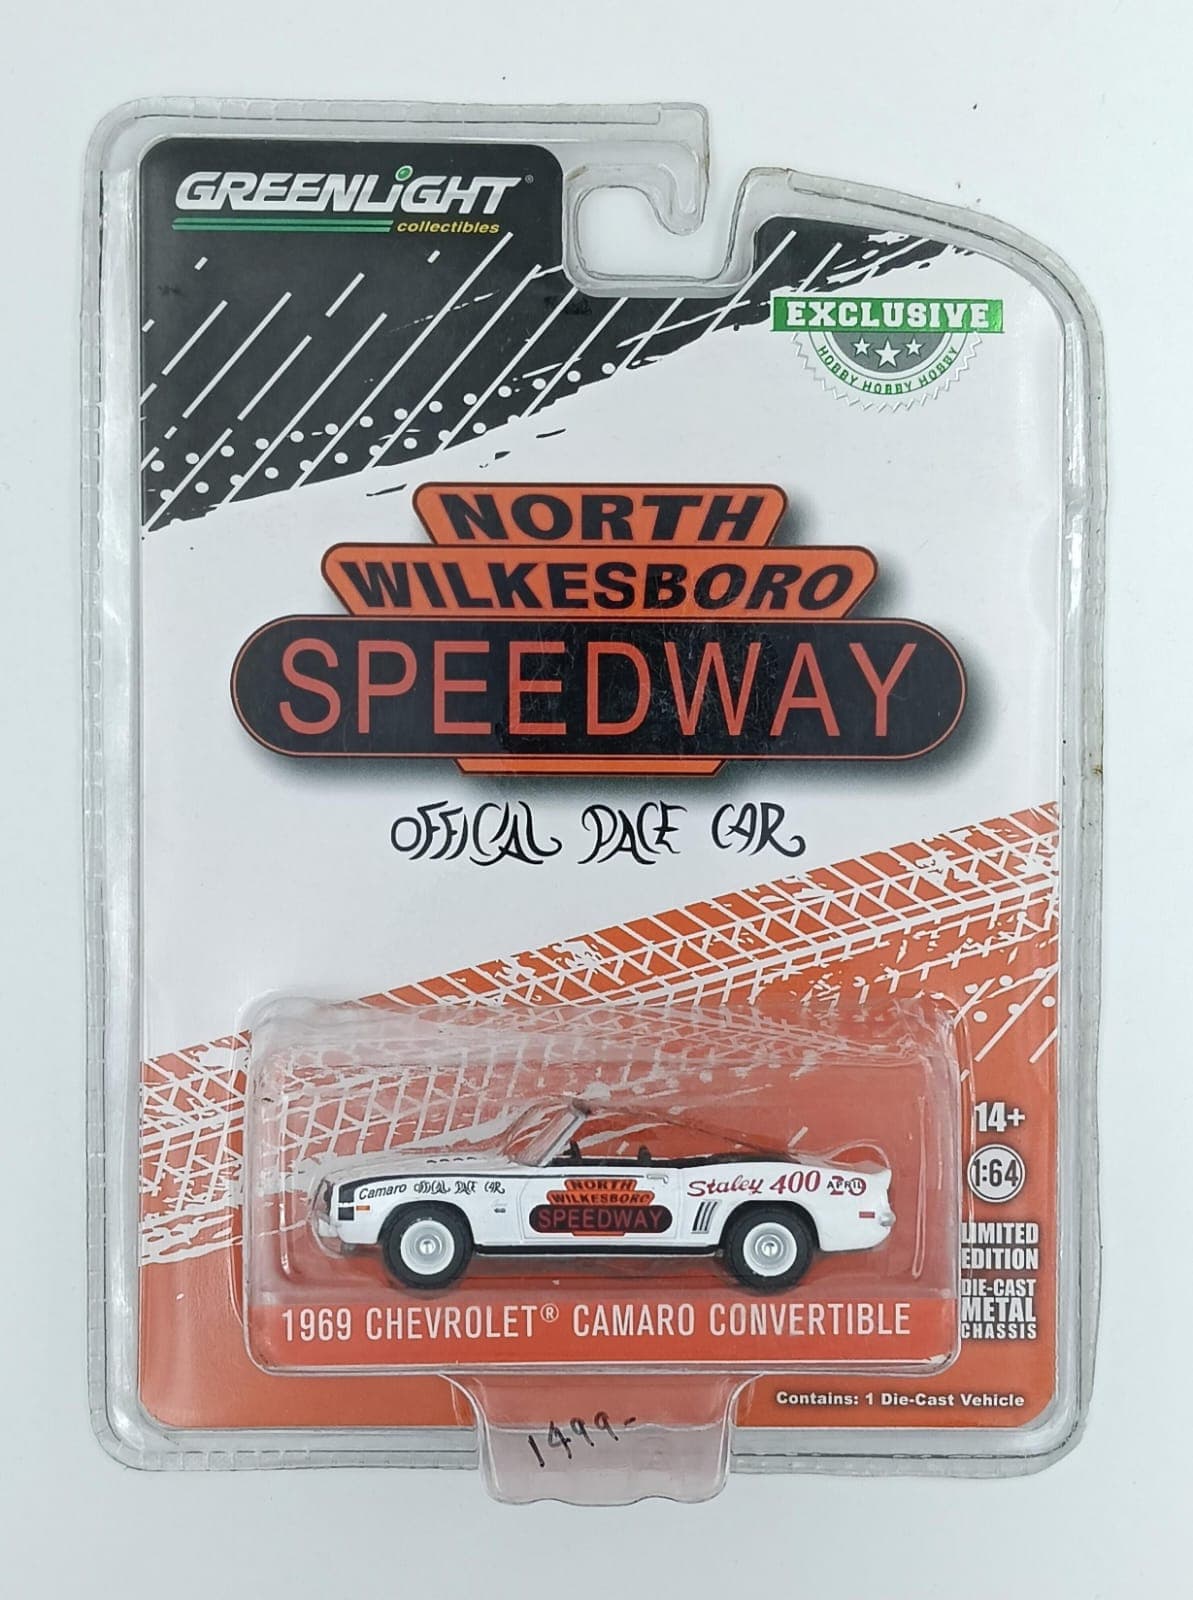 GREENLiGHT®
collectibles
EXCLUSIVE
HOBBY HOBBY HOBBY
NORTH
WILKESBORO
SPEEDWAY
OFFICAL PACE CAR
14+
1:64
LIMITED
EDITION
DIE-CAST
METAL
CHASSIS
Camaro OFFICAL PACE CAR
NORTH
WILKESBORO
SPEEDWAY
Staley 400 APRIL
1969 CHEVROLET® CAMARO CONVERTIBLE
Contains: 1 Die-Cast Vehicle
1499-